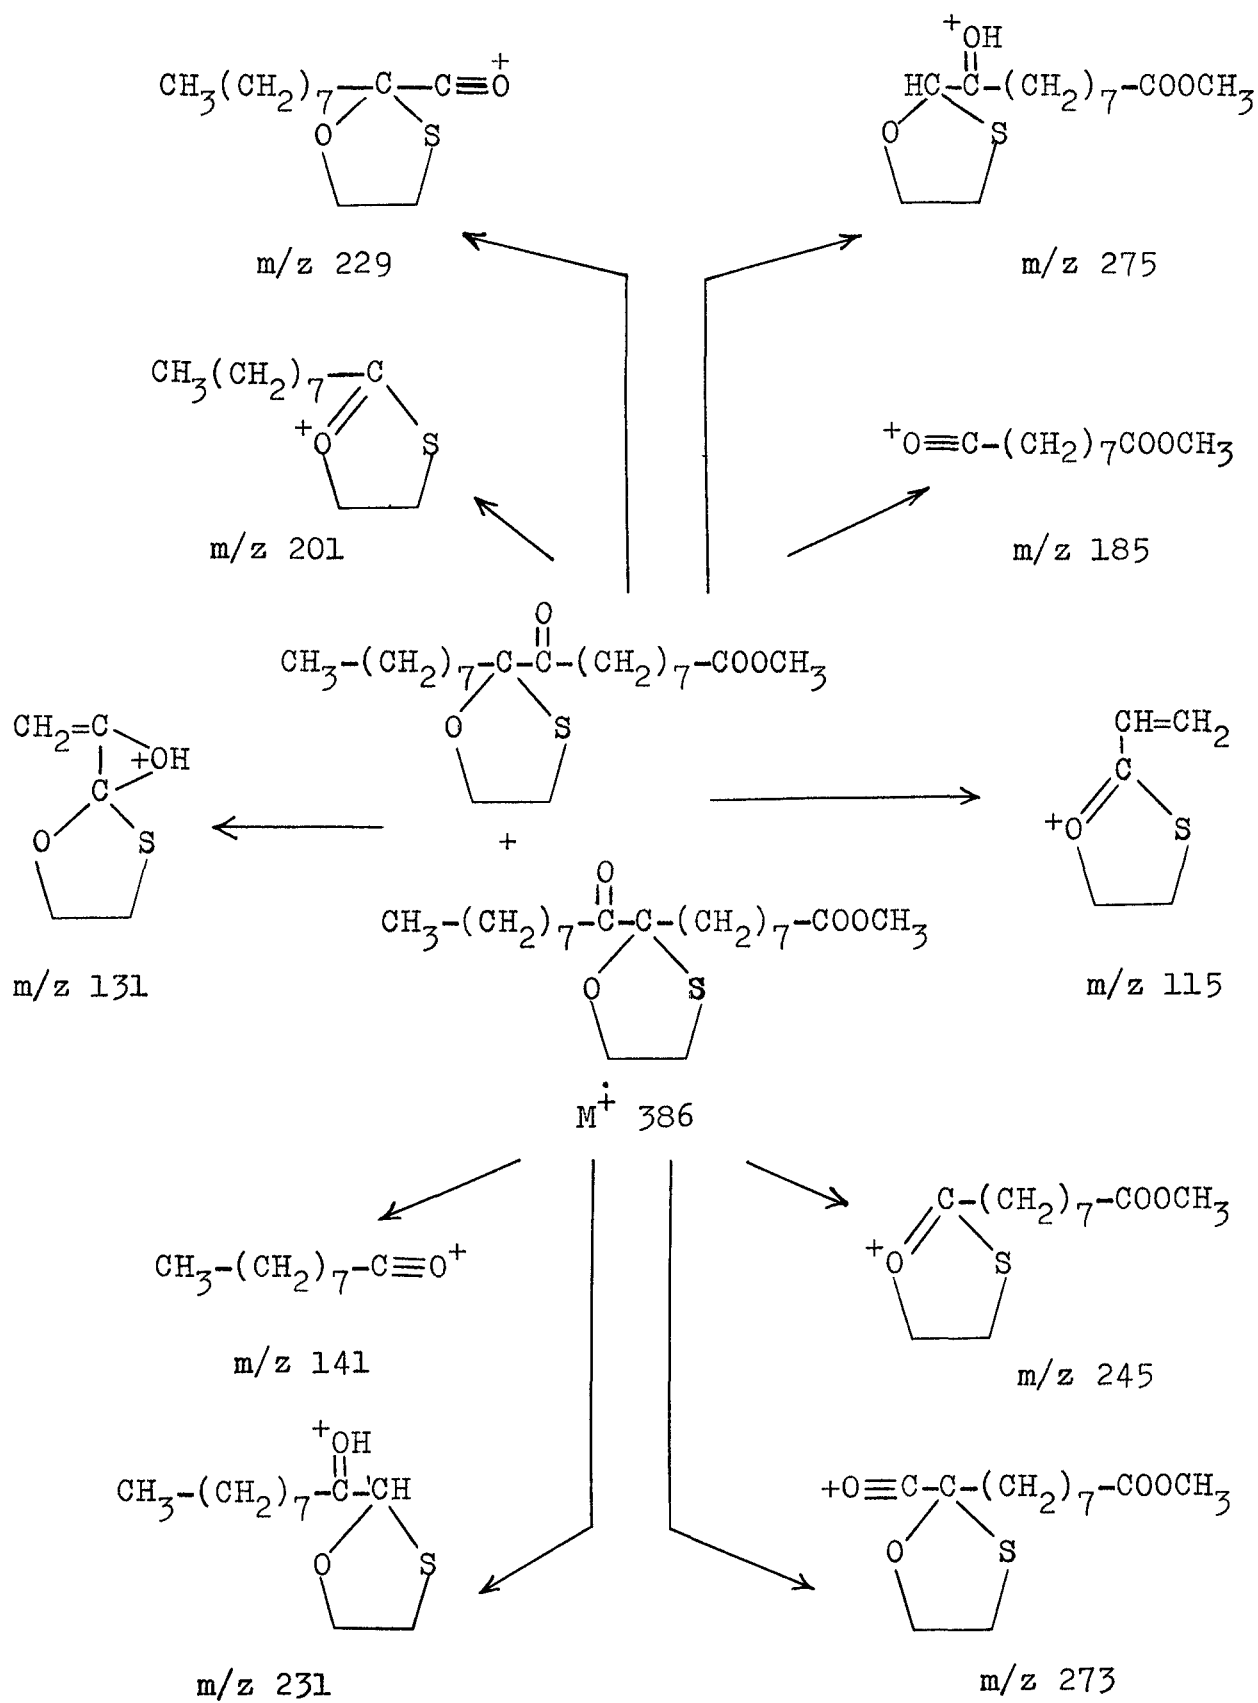 CH3(CH2)7–C–C≡O+
O S
m/z 229
+OH
HC–C–(CH2)7–COOCH3
O S
m/z 275
CH3(CH2)7–C
+O S
m/z 201
+O≡C–(CH2)7COOCH3
m/z 185
O
CH3–(CH2)7–C–C–(CH2)7–COOCH3
O S
+
CH2=C
+OH
C
O S
m/z 131
CH=CH2
C
+O S
m/z 115
O
CH3–(CH2)7–C–C–(CH2)7–COOCH3
O S
M+· 386
CH3–(CH2)7–C≡O+
m/z 141
C–(CH2)7–COOCH3
+O S
m/z 245
+OH
CH3–(CH2)7–C–CH
O S
m/z 231
+O≡C–C–(CH2)7–COOCH3
O S
m/z 273